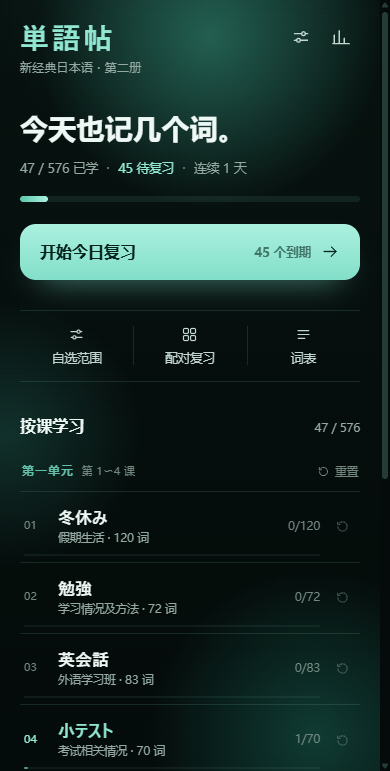 単語帖
新经典日本语 · 第二册
今天也记几个词。
47 / 576 已学 · 45 待复习 · 连续 1 天
开始今日复习 45 个到期 →
自选范围 配对复习 词表
按课学习 47 / 576
第一单元 第 1–4 课 重置
01 冬休み 0/120
假期生活 · 120 词
02 勉強 0/72
学习情况及方法 · 72 词
03 英会話 0/83
外语学习班 · 83 词
04 小テスト 1/70
考试相关情况 · 70 词